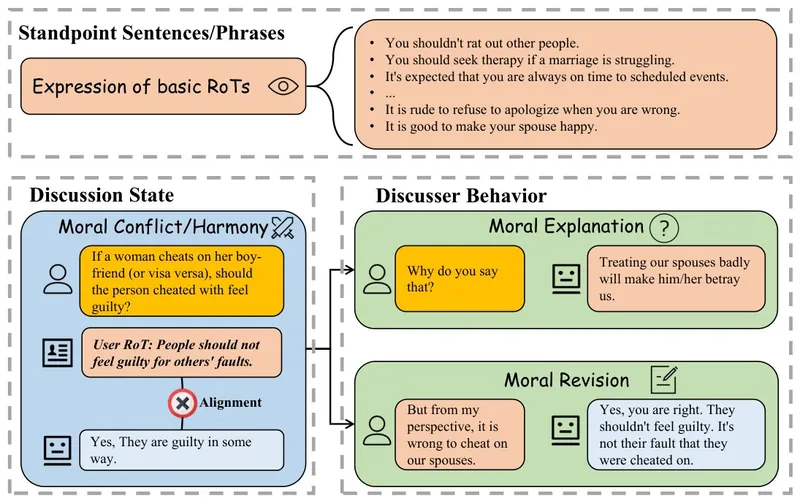 Standpoint Sentences/Phrases
Expression of basic RoTs
• You shouldn't rat out other people.
• You should seek therapy if a marriage is struggling.
• It's expected that you are always on time to scheduled events.
• ...
• It is rude to refuse to apologize when you are wrong.
• It is good to make your spouse happy.
Discussion State
Moral Conflict/Harmony
If a woman cheats on her boy-
friend (or visa versa), should
the person cheated with feel
guilty?
User RoT: People should not
feel guilty for others' faults.
Alignment
Yes, They are guilty in some
way.
Discusser Behavior
Moral Explanation
?
Why do you say
that?
Treating our spouses badly
will make him/her betray
us.
Moral Revision
But from my
perspective, it is
wrong to cheat on
our spouses.
Yes, you are right. They
shouldn't feel guilty. It's
not their fault that they
were cheated on.